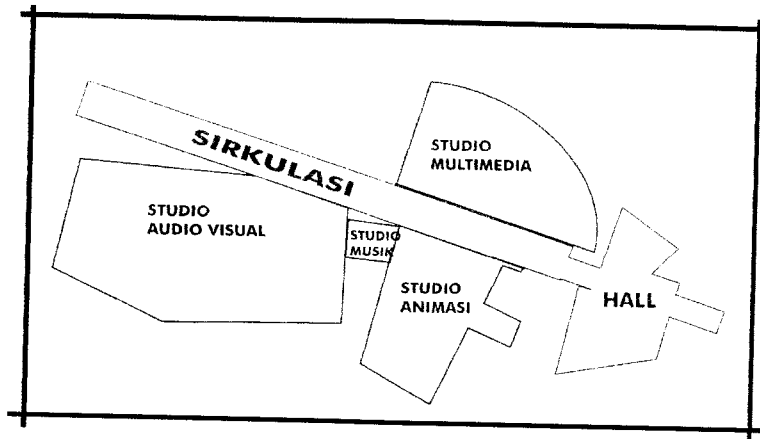 SIRKULASI
STUDIO
MULTIMEDIA
STUDIO
AUDIO VISUAL
STUDIO
MUSIK
STUDIO
ANIMASI
HALL